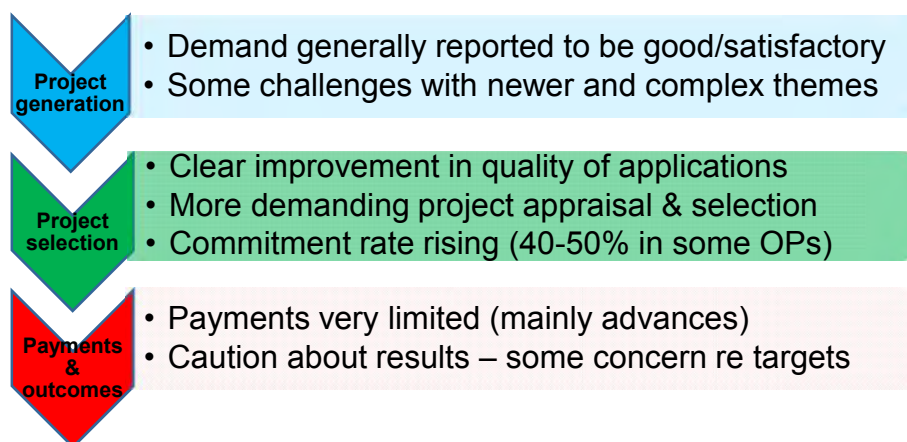 Project
generation
• Demand generally reported to be good/satisfactory
• Some challenges with newer and complex themes
Project
selection
• Clear improvement in quality of applications
• More demanding project appraisal & selection
• Commitment rate rising (40-50% in some OPs)
Payments
&
outcomes
• Payments very limited (mainly advances)
• Caution about results – some concern re targets